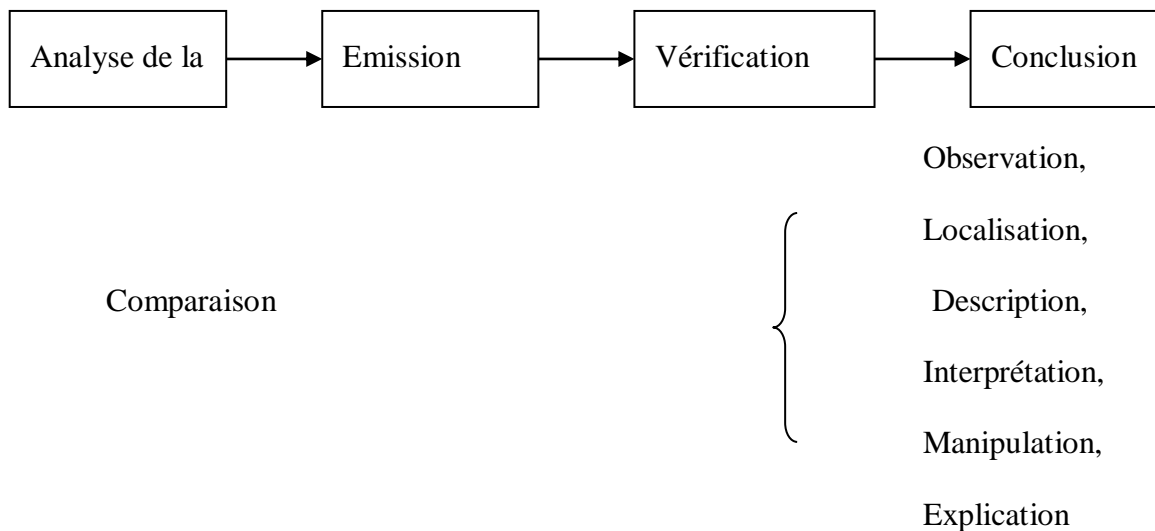 Analyse de la
Emission
Vérification
Conclusion
Observation,
Localisation,
Comparaison
Description,
Interprétation,
Manipulation,
Explication